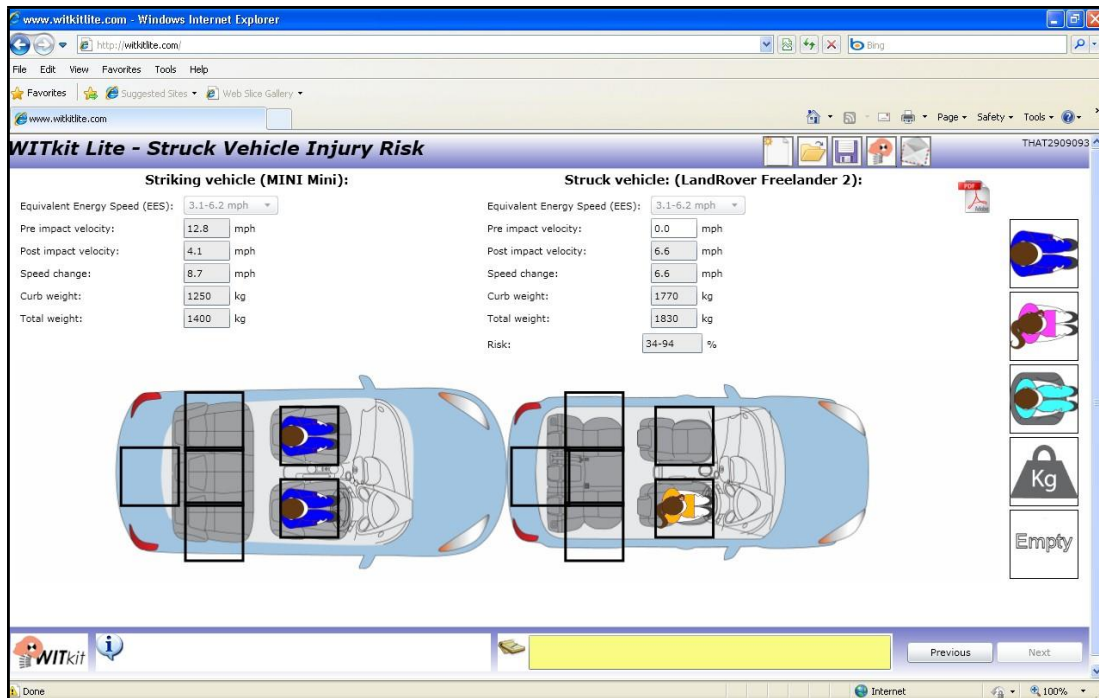 www.witkitlite.com - Windows Internet Explorer
http://witkitlite.com/
Bing
File Edit View Favorites Tools Help
Favorites Suggested Sites Web Slice Gallery
www.witkitlite.com
Page Safety Tools
WITkit Lite - Struck Vehicle Injury Risk
THAT2909093
Striking vehicle (MINI Mini):
Equivalent Energy Speed (EES): 3.1-6.2 mph
Pre impact velocity: 12.8 mph
Post impact velocity: 4.1 mph
Speed change: 8.7 mph
Curb weight: 1250 kg
Total weight: 1400 kg
Struck vehicle: (LandRover Freelander 2):
Equivalent Energy Speed (EES): 3.1-6.2 mph
Pre impact velocity: 0.0 mph
Post impact velocity: 6.6 mph
Speed change: 6.6 mph
Curb weight: 1770 kg
Total weight: 1830 kg
Risk: 34-94 %
PDF
Adobe
Kg
Empty
WITkit
Previous
Next
Done
Internet
100%